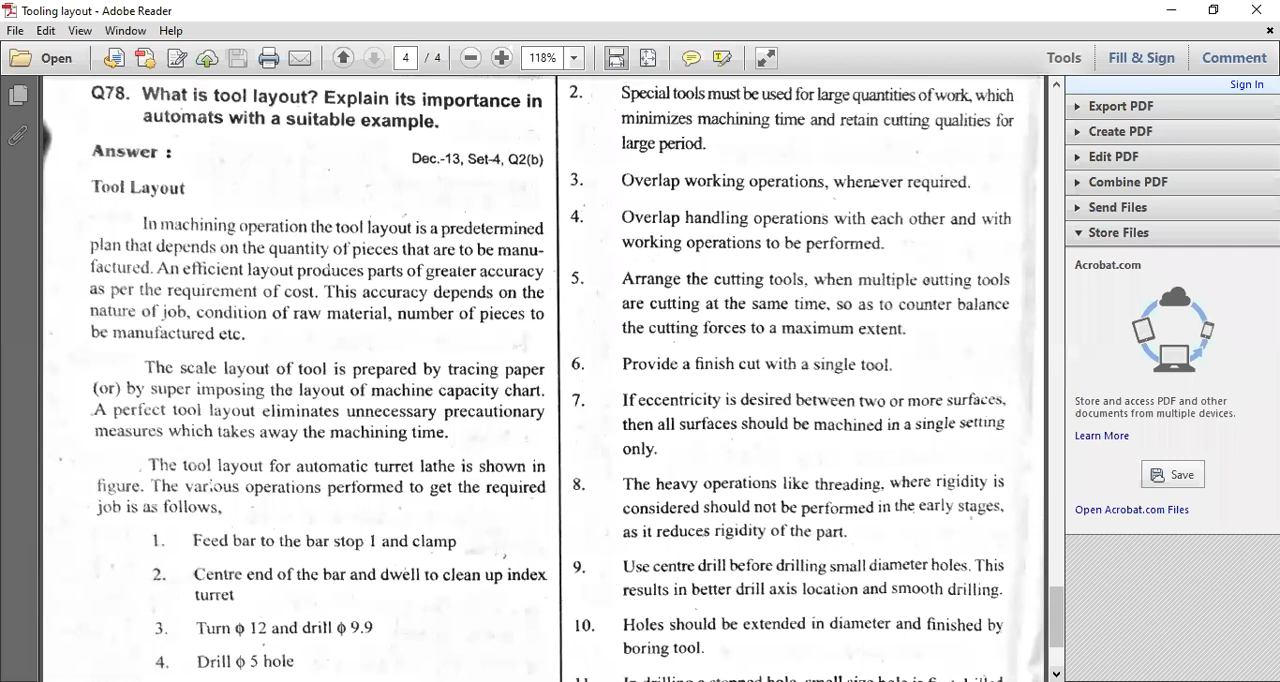 Tooling layout - Adobe Reader
File Edit View Window Help
Open 4 / 4 118% Tools Fill & Sign Comment
Q78. What is tool layout? Explain its importance in
automats with a suitable example.
Answer :
Dec.-13, Set-4, Q2(b)
Tool Layout
In machining operation the tool layout is a predetermined
plan that depends on the quantity of pieces that are to be manu-
factured. An efficient layout produces parts of greater accuracy
as per the requirement of cost. This accuracy depends on the
nature of job, condition of raw material, number of pieces to
be manufactured etc.
The scale layout of tool is prepared by tracing paper
(or) by super imposing the layout of machine capacity chart.
A perfect tool layout eliminates unnecessary precautionary
measures which takes away the machining time.
The tool layout for automatic turret lathe is shown in
figure. The various operations performed to get the required
job is as follows,
1. Feed bar to the bar stop 1 and clamp
2. Centre end of the bar and dwell to clean up index
turret
3. Turn ϕ 12 and drill ϕ 9.9
4. Drill ϕ 5 hole
2. Special tools must be used for large quantities of work, which
minimizes machining time and retain cutting qualities for
large period.
3. Overlap working operations, whenever required.
4. Overlap handling operations with each other and with
working operations to be performed.
5. Arrange the cutting tools, when multiple cutting tools
are cutting at the same time, so as to counter balance
the cutting forces to a maximum extent.
6. Provide a finish cut with a single tool.
7. If eccentricity is desired between two or more surfaces,
then all surfaces should be machined in a single setting
only.
8. The heavy operations like threading, where rigidity is
considered should not be performed in the early stages,
as it reduces rigidity of the part.
9. Use centre drill before drilling small diameter holes. This
results in better drill axis location and smooth drilling.
10. Holes should be extended in diameter and finished by
boring tool.
11. In drilling a stepped hole, small size hole is
Sign In
Export PDF
Create PDF
Edit PDF
Combine PDF
Send Files
Store Files
Acrobat.com
Store and access PDF and other
documents from multiple devices.
Learn More
Save
Open Acrobat.com Files